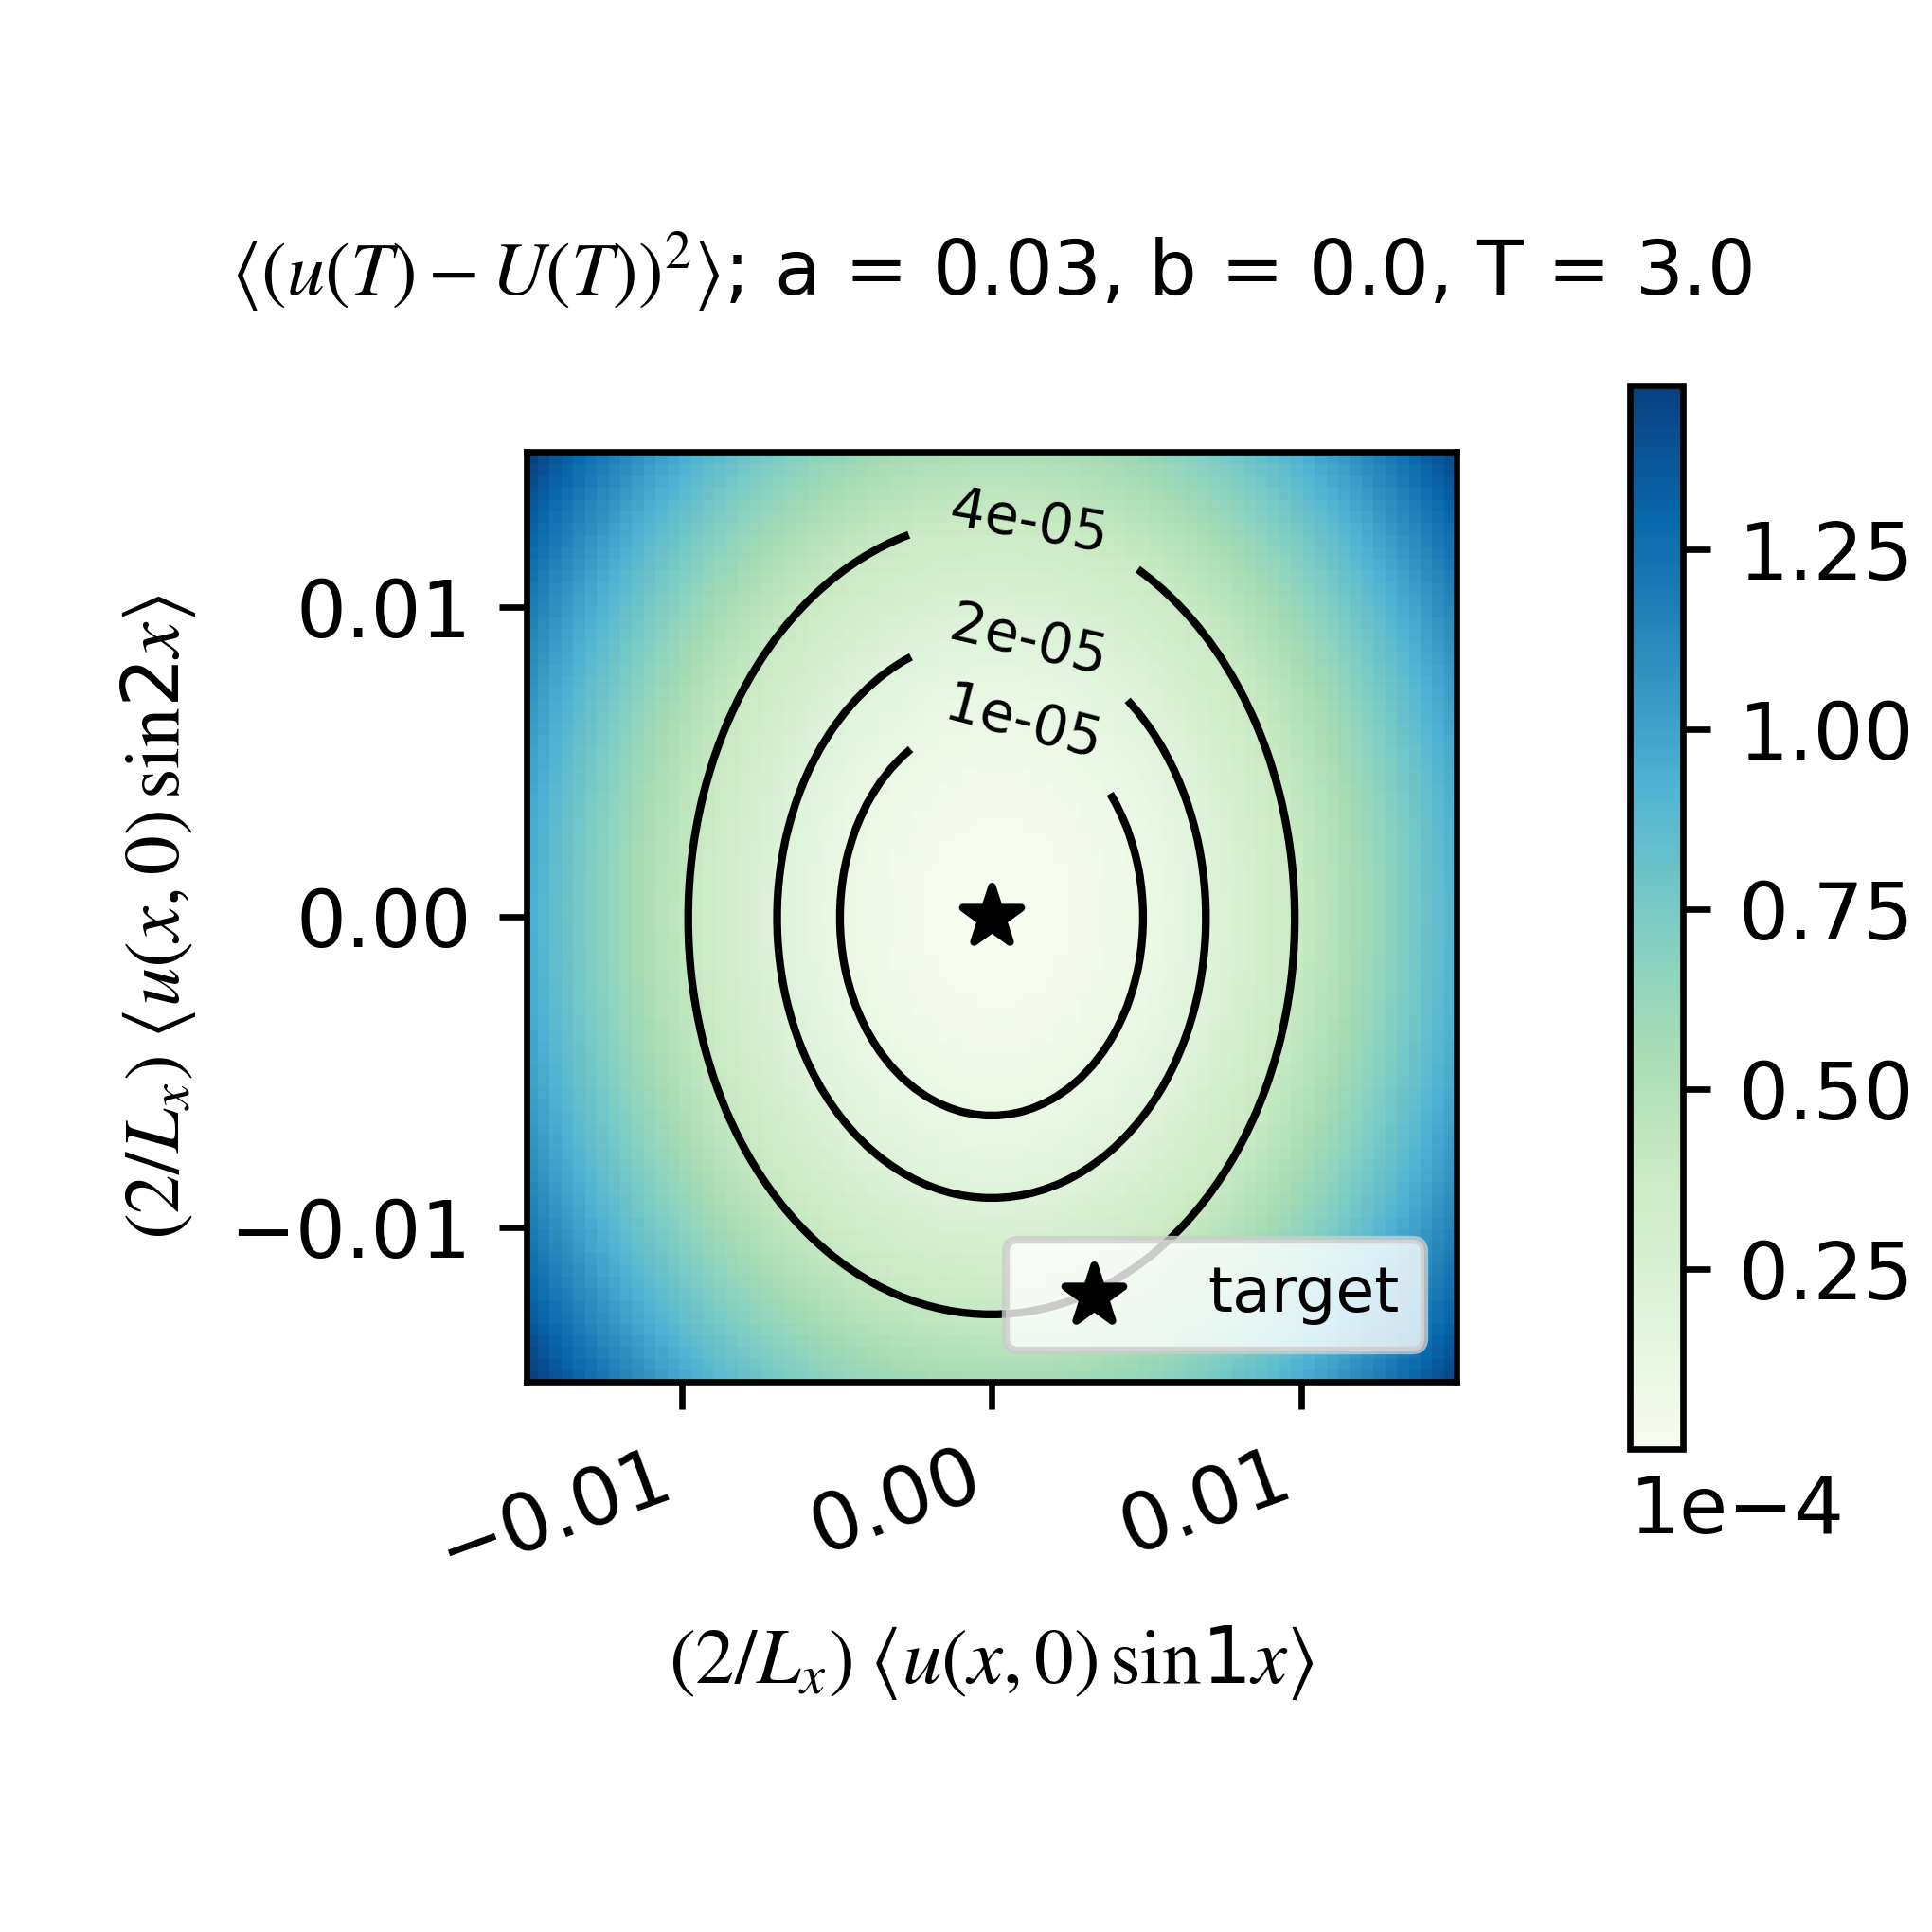 ⟨(u(T) − U(T))²⟩; a = 0.03, b = 0.0, T = 3.0
(2/Lₓ) ⟨u(x, 0) sin2x⟩
0.01
0.00
−0.01
4e-05
2e-05
1e-05
target
−0.01
0.00
0.01
(2/Lₓ) ⟨u(x, 0) sin1x⟩
1.25
1.00
0.75
0.50
0.25
1e−4